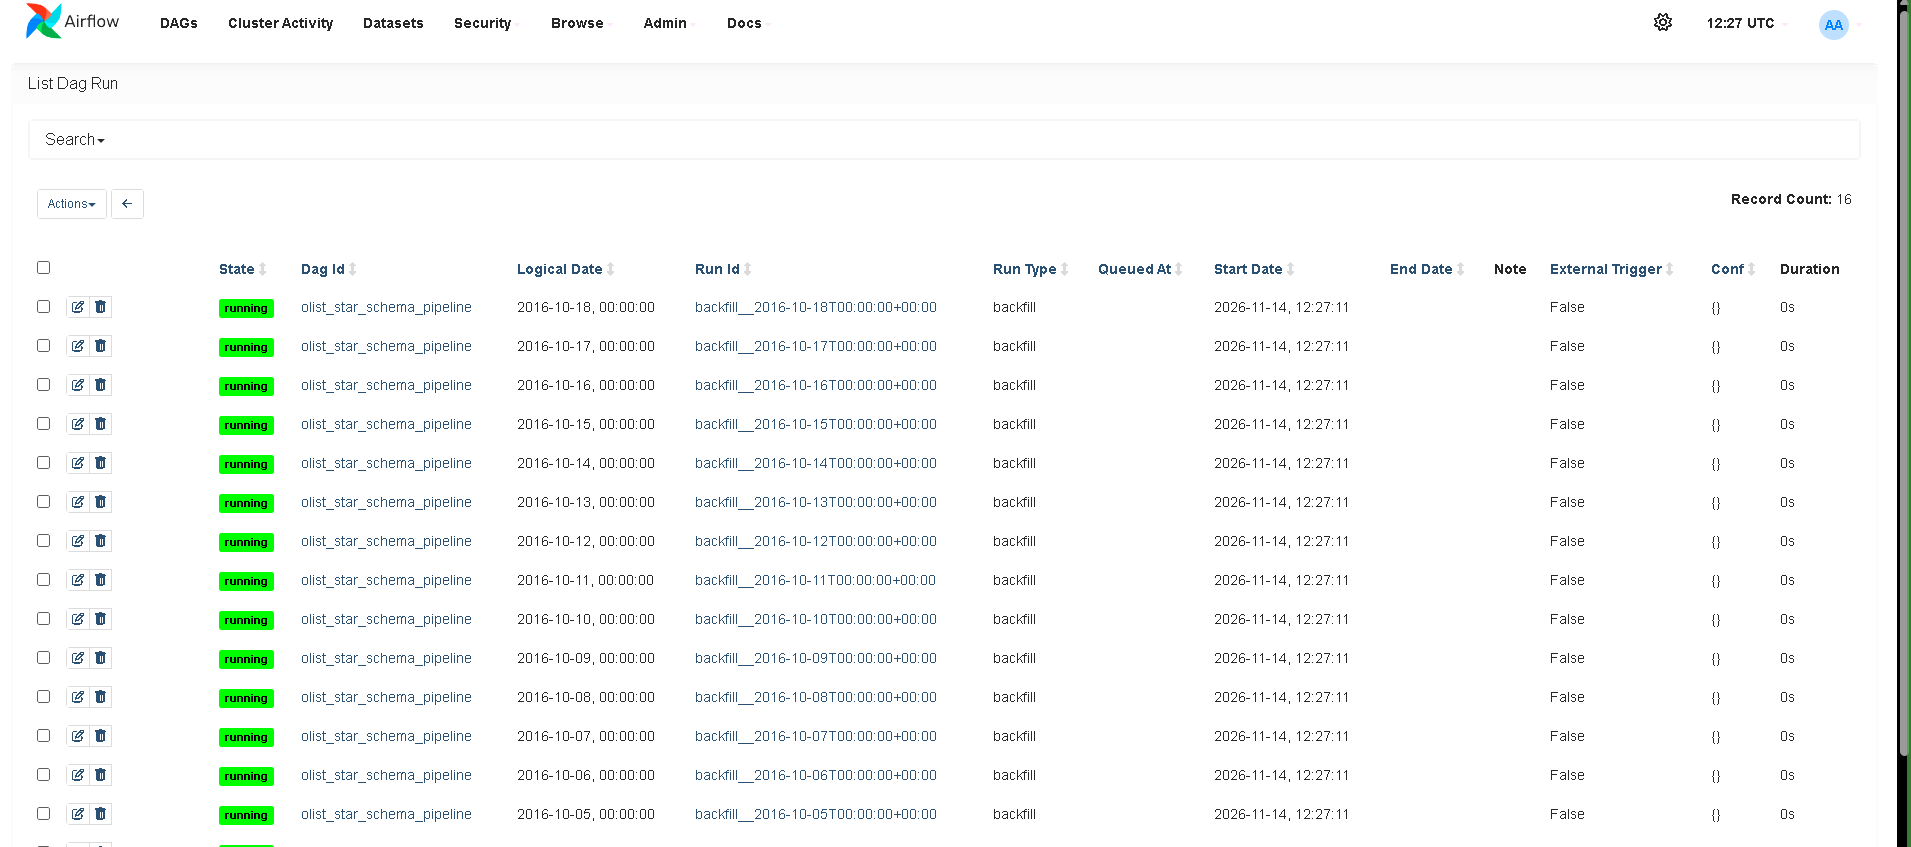 Airflow DAGs Cluster Activity Datasets Security Browse Admin Docs 12:27 UTC AA
List Dag Run
Search
Actions Record Count: 16
State Dag Id Logical Date Run Id Run Type Queued At Start Date End Date Note External Trigger Conf Duration
running olist_star_schema_pipeline 2016-10-18, 00:00:00 backfill__2016-10-18T00:00:00+00:00 backfill 2026-11-14, 12:27:11 False {} 0s
running olist_star_schema_pipeline 2016-10-17, 00:00:00 backfill__2016-10-17T00:00:00+00:00 backfill 2026-11-14, 12:27:11 False {} 0s
running olist_star_schema_pipeline 2016-10-16, 00:00:00 backfill__2016-10-16T00:00:00+00:00 backfill 2026-11-14, 12:27:11 False {} 0s
running olist_star_schema_pipeline 2016-10-15, 00:00:00 backfill__2016-10-15T00:00:00+00:00 backfill 2026-11-14, 12:27:11 False {} 0s
running olist_star_schema_pipeline 2016-10-14, 00:00:00 backfill__2016-10-14T00:00:00+00:00 backfill 2026-11-14, 12:27:11 False {} 0s
running olist_star_schema_pipeline 2016-10-13, 00:00:00 backfill__2016-10-13T00:00:00+00:00 backfill 2026-11-14, 12:27:11 False {} 0s
running olist_star_schema_pipeline 2016-10-12, 00:00:00 backfill__2016-10-12T00:00:00+00:00 backfill 2026-11-14, 12:27:11 False {} 0s
running olist_star_schema_pipeline 2016-10-11, 00:00:00 backfill__2016-10-11T00:00:00+00:00 backfill 2026-11-14, 12:27:11 False {} 0s
running olist_star_schema_pipeline 2016-10-10, 00:00:00 backfill__2016-10-10T00:00:00+00:00 backfill 2026-11-14, 12:27:11 False {} 0s
running olist_star_schema_pipeline 2016-10-09, 00:00:00 backfill__2016-10-09T00:00:00+00:00 backfill 2026-11-14, 12:27:11 False {} 0s
running olist_star_schema_pipeline 2016-10-08, 00:00:00 backfill__2016-10-08T00:00:00+00:00 backfill 2026-11-14, 12:27:11 False {} 0s
running olist_star_schema_pipeline 2016-10-07, 00:00:00 backfill__2016-10-07T00:00:00+00:00 backfill 2026-11-14, 12:27:11 False {} 0s
running olist_star_schema_pipeline 2016-10-06, 00:00:00 backfill__2016-10-06T00:00:00+00:00 backfill 2026-11-14, 12:27:11 False {} 0s
running olist_star_schema_pipeline 2016-10-05, 00:00:00 backfill__2016-10-05T00:00:00+00:00 backfill 2026-11-14, 12:27:11 False {} 0s